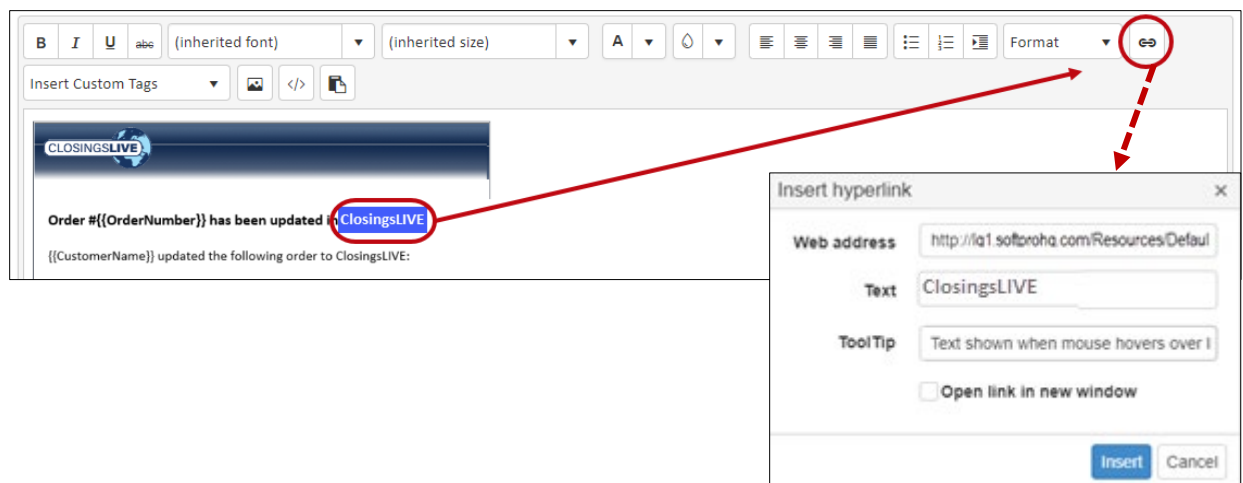 B I U abc (inherited font) (inherited size) A Format
Insert Custom Tags </>
CLOSINGSLIVE
Order #{{OrderNumber}} has been updated in ClosingsLIVE
{{CustomerName}} updated the following order to ClosingsLIVE:
Insert hyperlink ×
Web address http://lq1.softprohq.com/Resources/Defaul
Text ClosingsLIVE
ToolTip Text shown when mouse hovers over l
Open link in new window
Insert Cancel